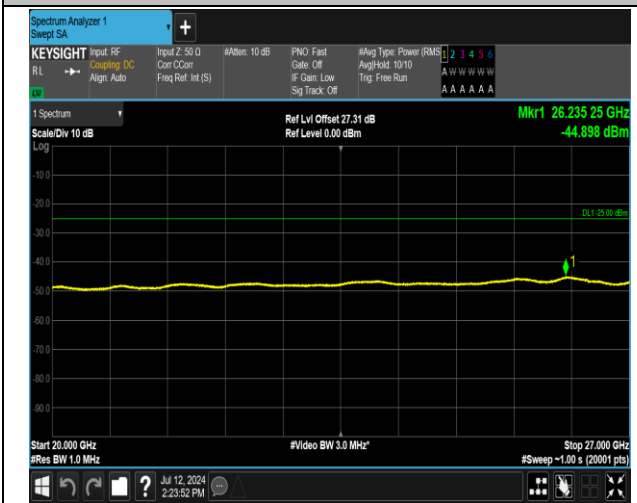 Spectrum Analyzer 1
Swept SA
+
KEYSIGHT
RL
LXI
Input: RF
Coupling: DC
Align: Auto
Input Z: 50 Ω
Corr CCorr
Freq Ref: Int (S)
#Atten: 10 dB
PNO: Fast
Gate: Off
IF Gain: Low
Sig Track: Off
#Avg Type: Power (RMS
Avg|Hold: 10/10
Trig: Free Run
1 2 3 4 5 6
A W W W W W
A A A A A A
1 Spectrum
Scale/Div 10 dB
Log
Ref Lvl Offset 27.31 dB
Ref Level 0.00 dBm
Mkr1 26.235 25 GHz
-44.898 dBm
-10.0
-20.0
DL1 -25.00 dBm
-30.0
-40.0
1
-50.0
-60.0
-70.0
-80.0
-90.0
Start 20.000 GHz
#Res BW 1.0 MHz
#Video BW 3.0 MHz*
Stop 27.000 GHz
#Sweep ~1.00 s (20001 pts)
?
Jul 12, 2024
2:23:52 PM